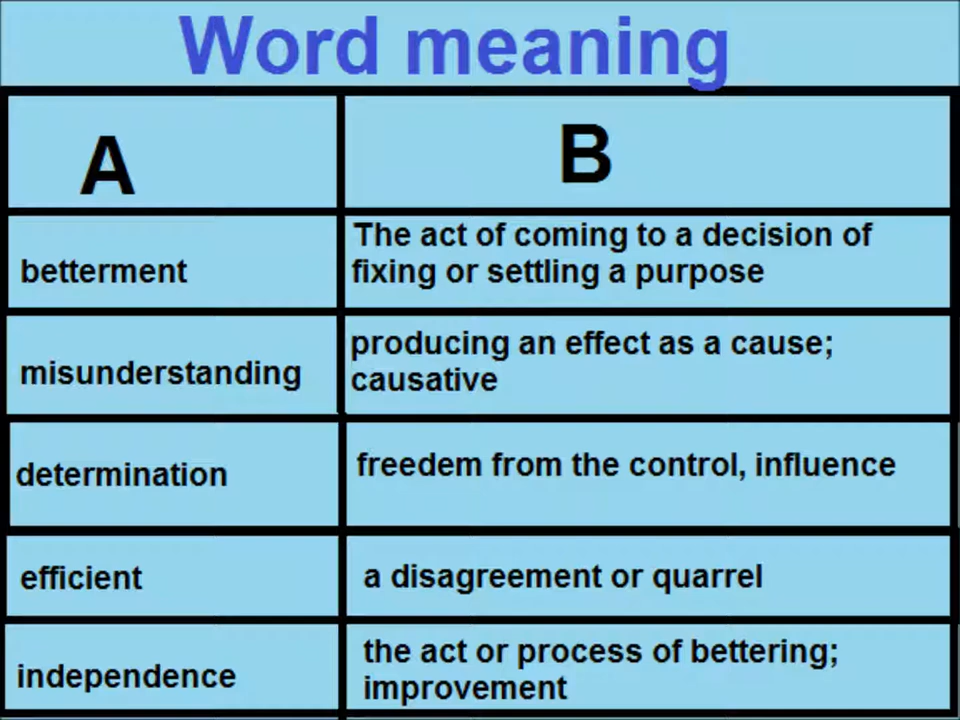 Word meaning
A
B
betterment
The act of coming to a decision of
fixing or settling a purpose
misunderstanding
producing an effect as a cause;
causative
determination
freedem from the control, influence
efficient
a disagreement or quarrel
independence
the act or process of bettering;
improvement